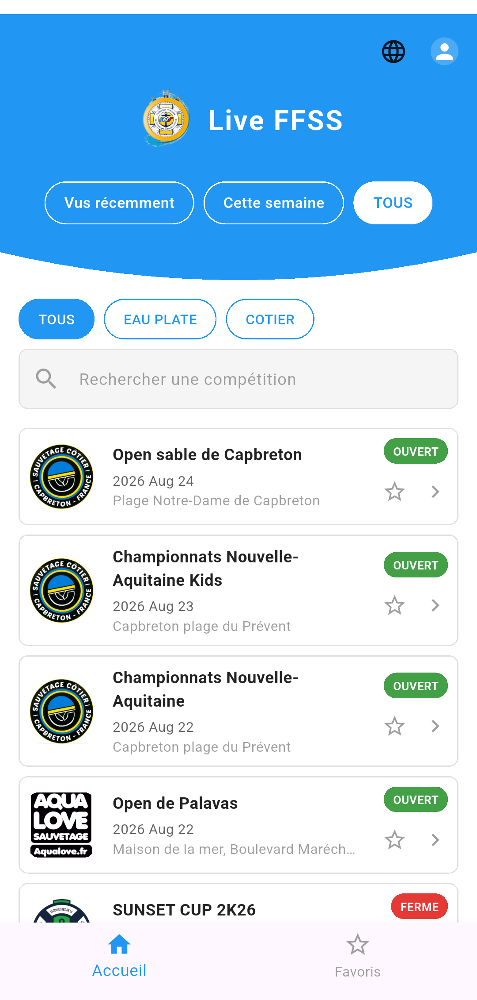 Live FFSS
Vus récemment
Cette semaine
TOUS
TOUS
EAU PLATE
COTIER
Rechercher une compétition
SAUVETAGE CÔTIER
CAPBRETON - FRANCE
Open sable de Capbreton
2026 Aug 24
Plage Notre-Dame de Capbreton
OUVERT
SAUVETAGE CÔTIER
CAPBRETON - FRANCE
Championnats Nouvelle-
Aquitaine Kids
2026 Aug 23
Capbreton plage du Prévent
OUVERT
SAUVETAGE CÔTIER
CAPBRETON - FRANCE
Championnats Nouvelle-
Aquitaine
2026 Aug 22
Capbreton plage du Prévent
OUVERT
AQUA
LOVE
SAUVETAGE
Aqualove.fr
Open de Palavas
2026 Aug 22
Maison de la mer, Boulevard Maréch...
OUVERT
SECOURISTES DE LA
SUNSET CUP 2K26
FERME
Accueil
Favoris